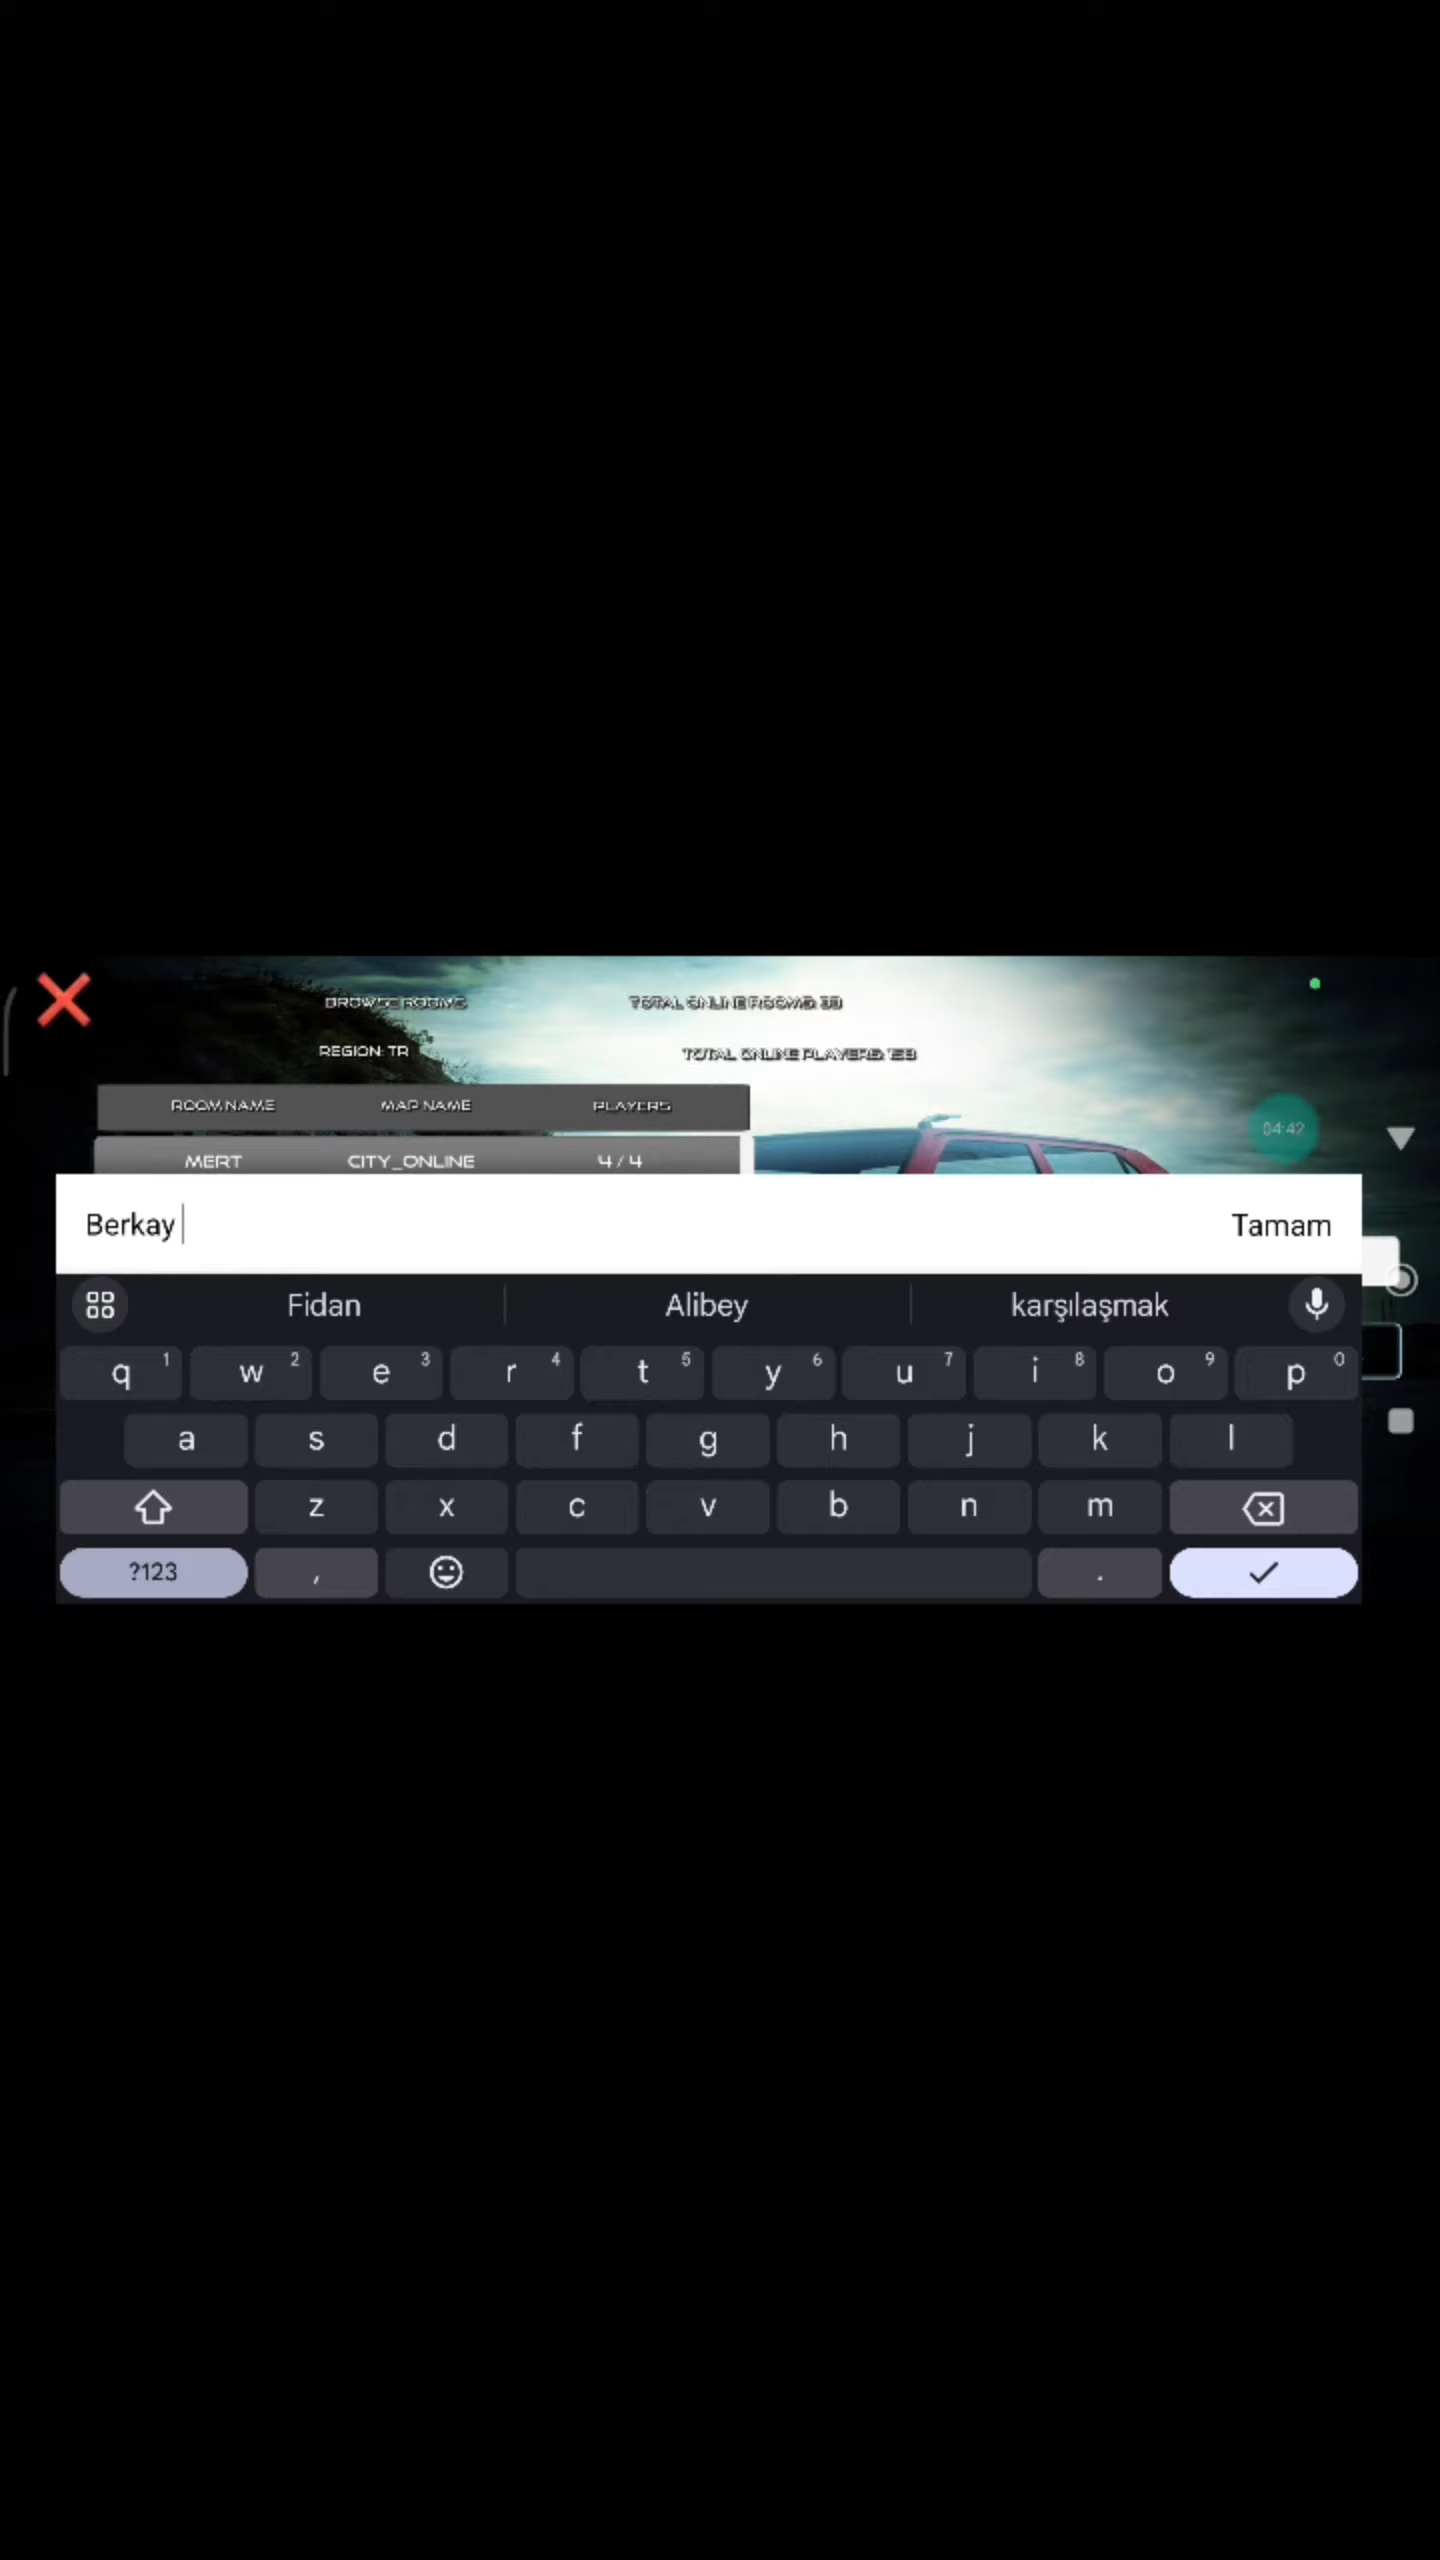 BROWSE ROOMS
TOTAL ONLINE ROOMS:
REGION: TR
TOTAL ONLINE PLAYERS:
ROOM NAME MAP NAME PLAYERS
04:42
MERT CITY_ONLINE 4 / 4
Berkay Tamam
Fidan Alibey karşılaşmak
q 1 w 2 e 3 r 4 t 5 y 6 u 7 i 8 o 9 p 0
a s d f g h j k l
z x c v b n m
?123 , .